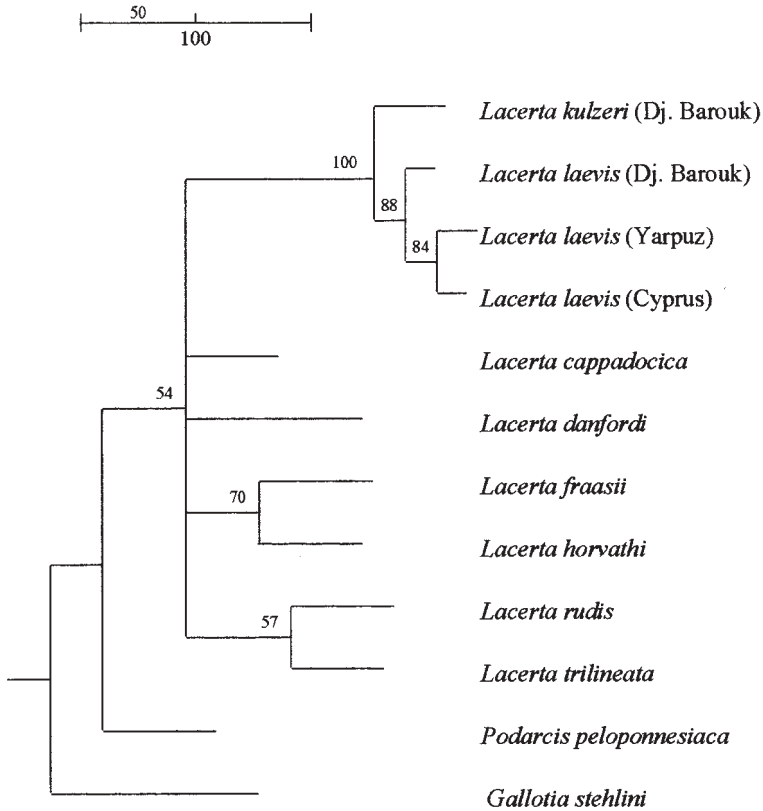 50
100
Lacerta kulzeri (Dj. Barouk)
100
Lacerta laevis (Dj. Barouk)
88
Lacerta laevis (Yarpuz)
84
Lacerta laevis (Cyprus)
Lacerta cappadocica
54
Lacerta danfordi
Lacerta fraasii
70
Lacerta horvathi
Lacerta rudis
57
Lacerta trilineata
Podarcis peloponnesiaca
Gallotia stehlini